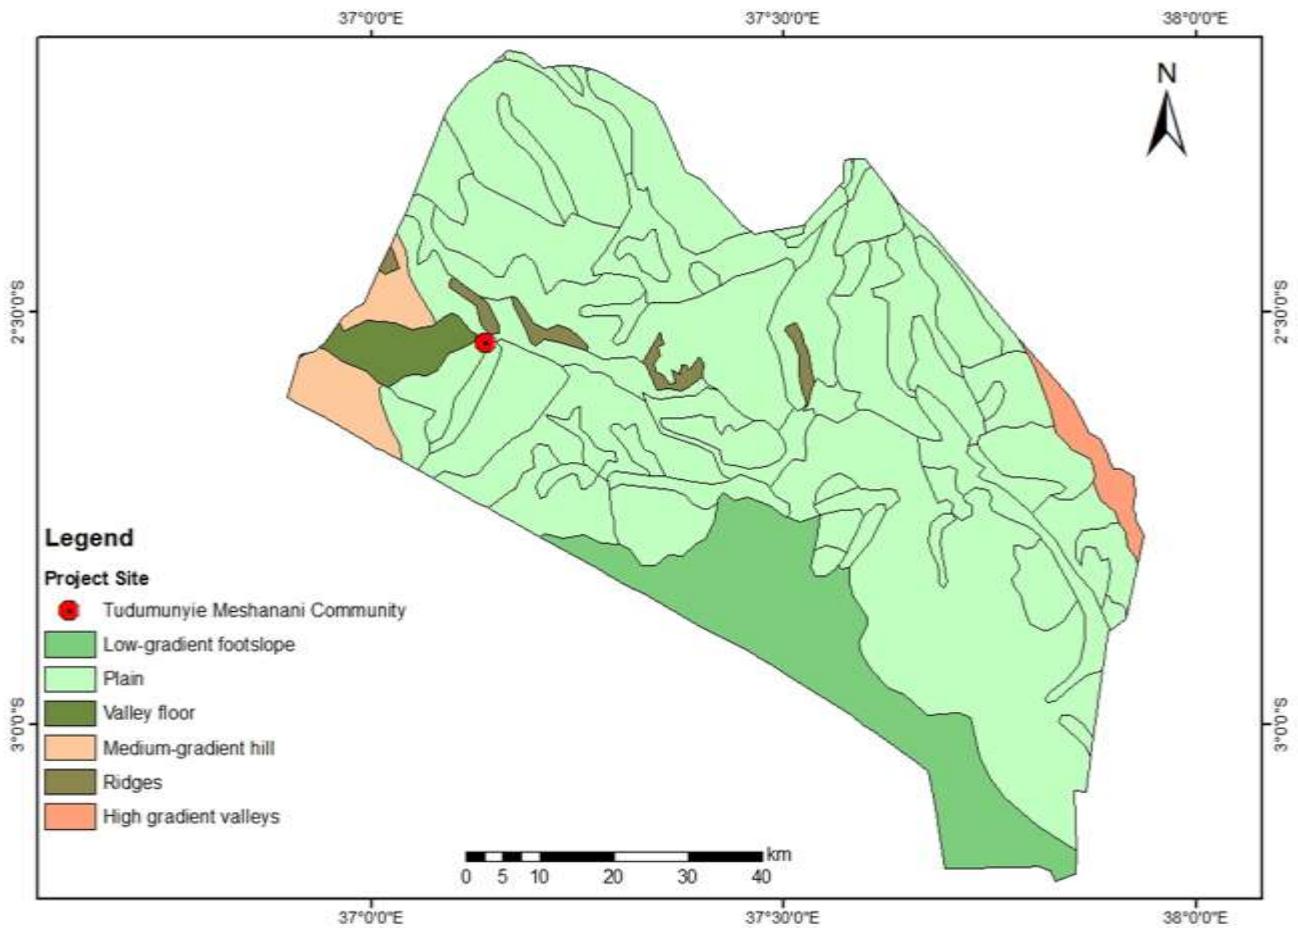 37°0'0"E 37°30'0"E 38°0'0"E
N
2°30'0"S 2°30'0"S
Legend
Project Site
Tudumunyie Meshanani Community
Low-gradient footslope
Plain
Valley floor
3°0'0"S 3°0'0"S
Medium-gradient hill
Ridges
High gradient valleys
km
0 5 10 20 30 40
37°0'0"E 37°30'0"E 38°0'0"E